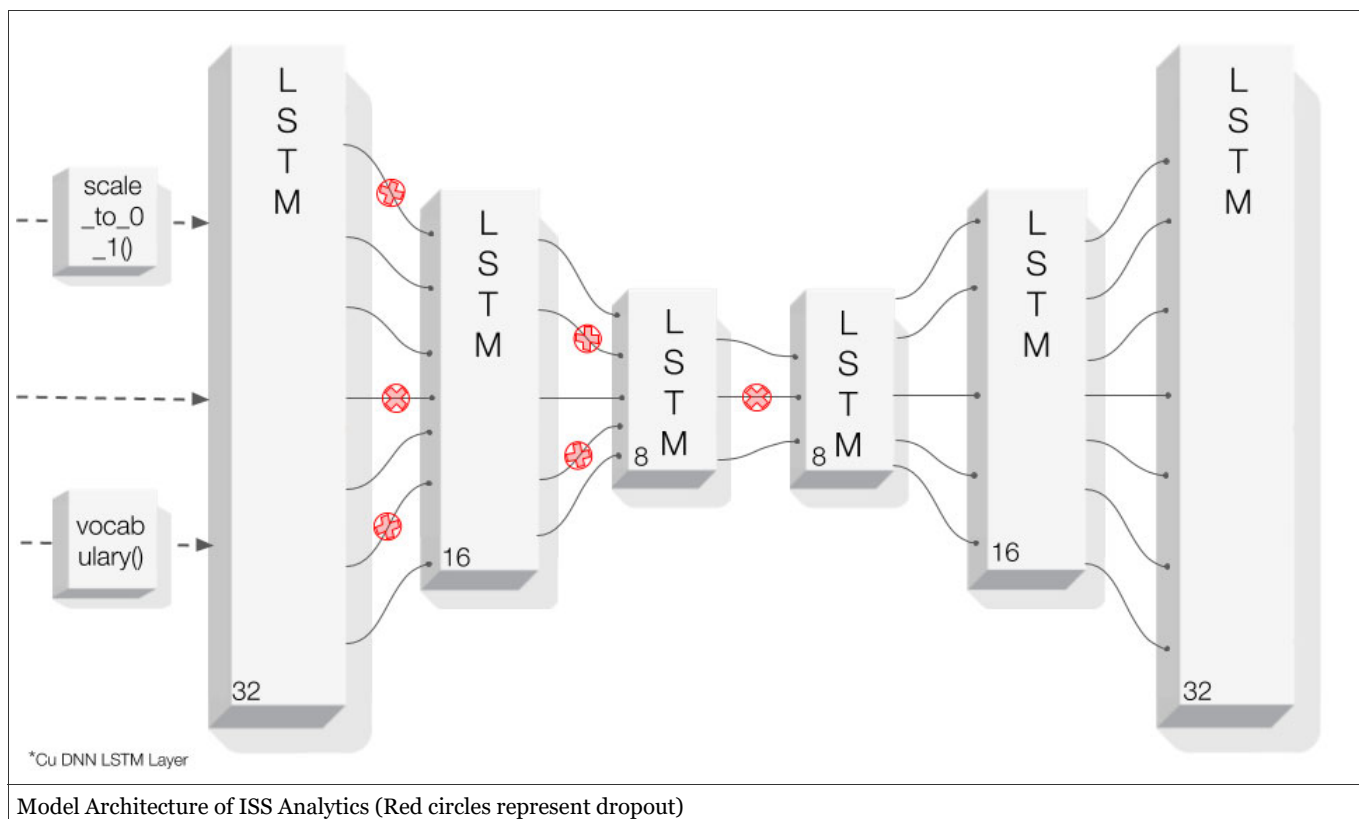 scale
_to_0
_1()
vocab
ulary()
L
S
T
M
32
L
S
T
M
16
L
S
T
M
8
L
S
T
M
8
L
S
T
M
16
L
S
T
M
32
*Cu DNN LSTM Layer
Model Architecture of ISS Analytics (Red circles represent dropout)